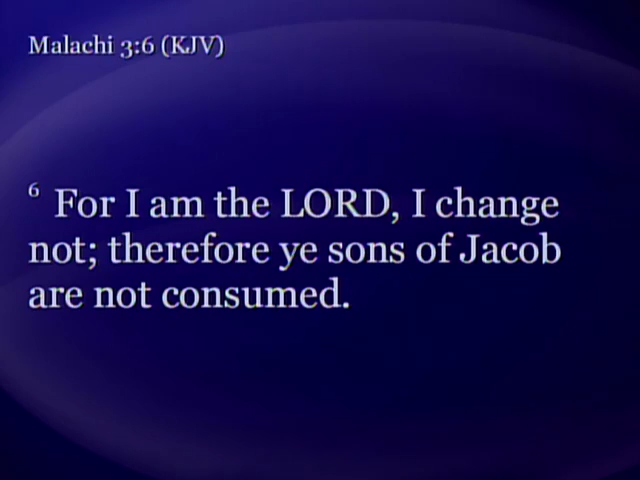 Malachi 3:6 (KJV)
6 For I am the LORD, I change
not; therefore ye sons of Jacob
are not consumed.